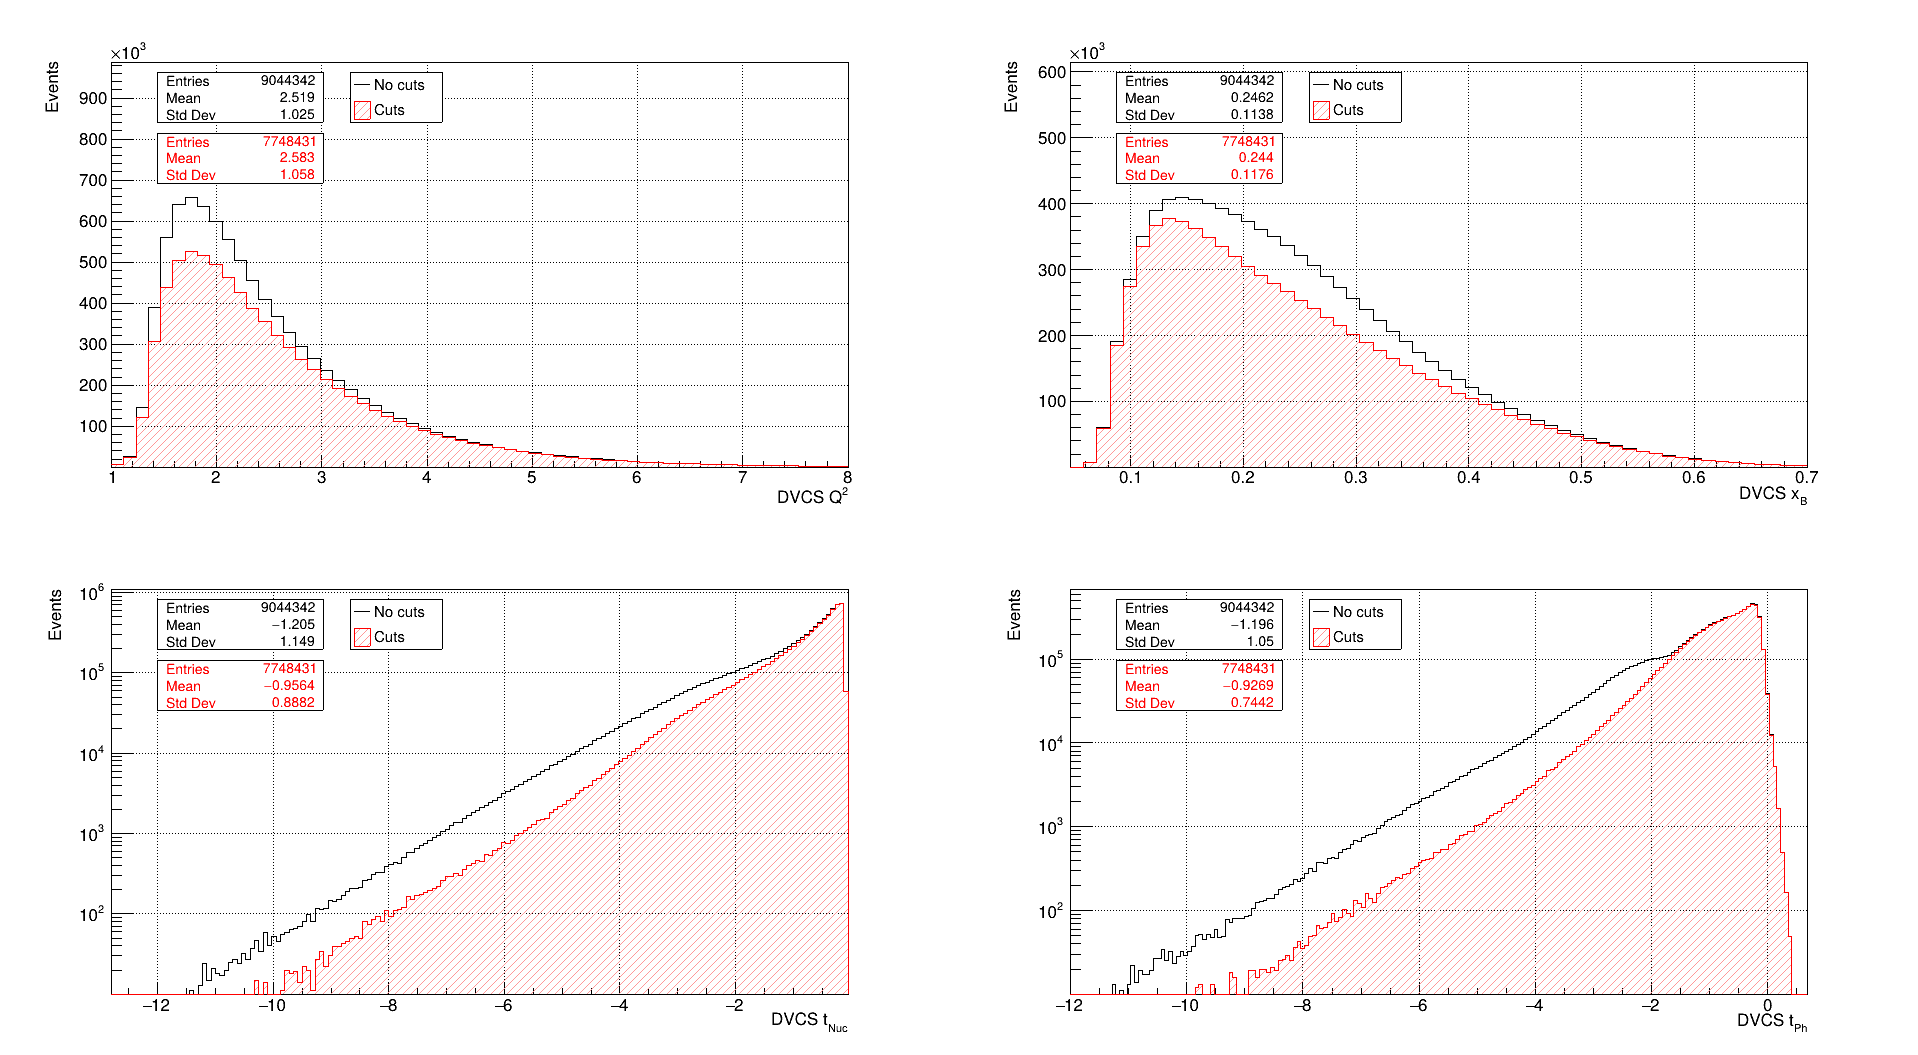 ×10³
Events
Entries 9044342
Mean 2.519
Std Dev 1.025
Entries 7748431
Mean 2.583
Std Dev 1.058
No cuts
Cuts
900
800
700
600
500
400
300
200
100
1 2 3 4 5 6 7 8
DVCS Q²
×10³
Events
Entries 9044342
Mean 0.2462
Std Dev 0.1138
Entries 7748431
Mean 0.244
Std Dev 0.1176
No cuts
Cuts
600
500
400
300
200
100
0.1 0.2 0.3 0.4 0.5 0.6 0.7
DVCS x_B
Events
Entries 9044342
Mean −1.205
Std Dev 1.149
Entries 7748431
Mean −0.9564
Std Dev 0.8882
No cuts
Cuts
10⁶
10⁵
10⁴
10³
10²
−12 −10 −8 −6 −4 −2
DVCS t_Nuc
Events
Entries 9044342
Mean −1.196
Std Dev 1.05
Entries 7748431
Mean −0.9269
Std Dev 0.7442
No cuts
Cuts
10⁵
10⁴
10³
10²
−12 −10 −8 −6 −4 −2 0
DVCS t_Ph